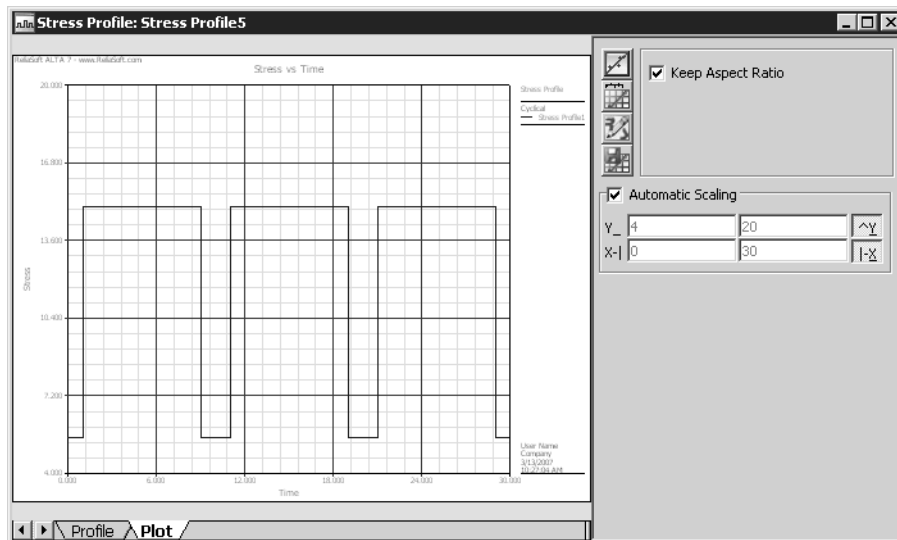 Stress Profile: Stress Profile5
ReliaSoft ALTA 7 - www.ReliaSoft.com
Stress vs Time
20.000
16.800
13.600
10.400
7.200
4.000
Stress
0.000
6.000
12.000
18.000
24.000
30.000
Time
Stress Profile
Cyclical
Stress Profile1
User Name
Company
3/13/2007
10:27:04 AM
Profile
Plot
Keep Aspect Ratio
Automatic Scaling
Y_ 4 20 ^Y
X-| 0 30 |-X